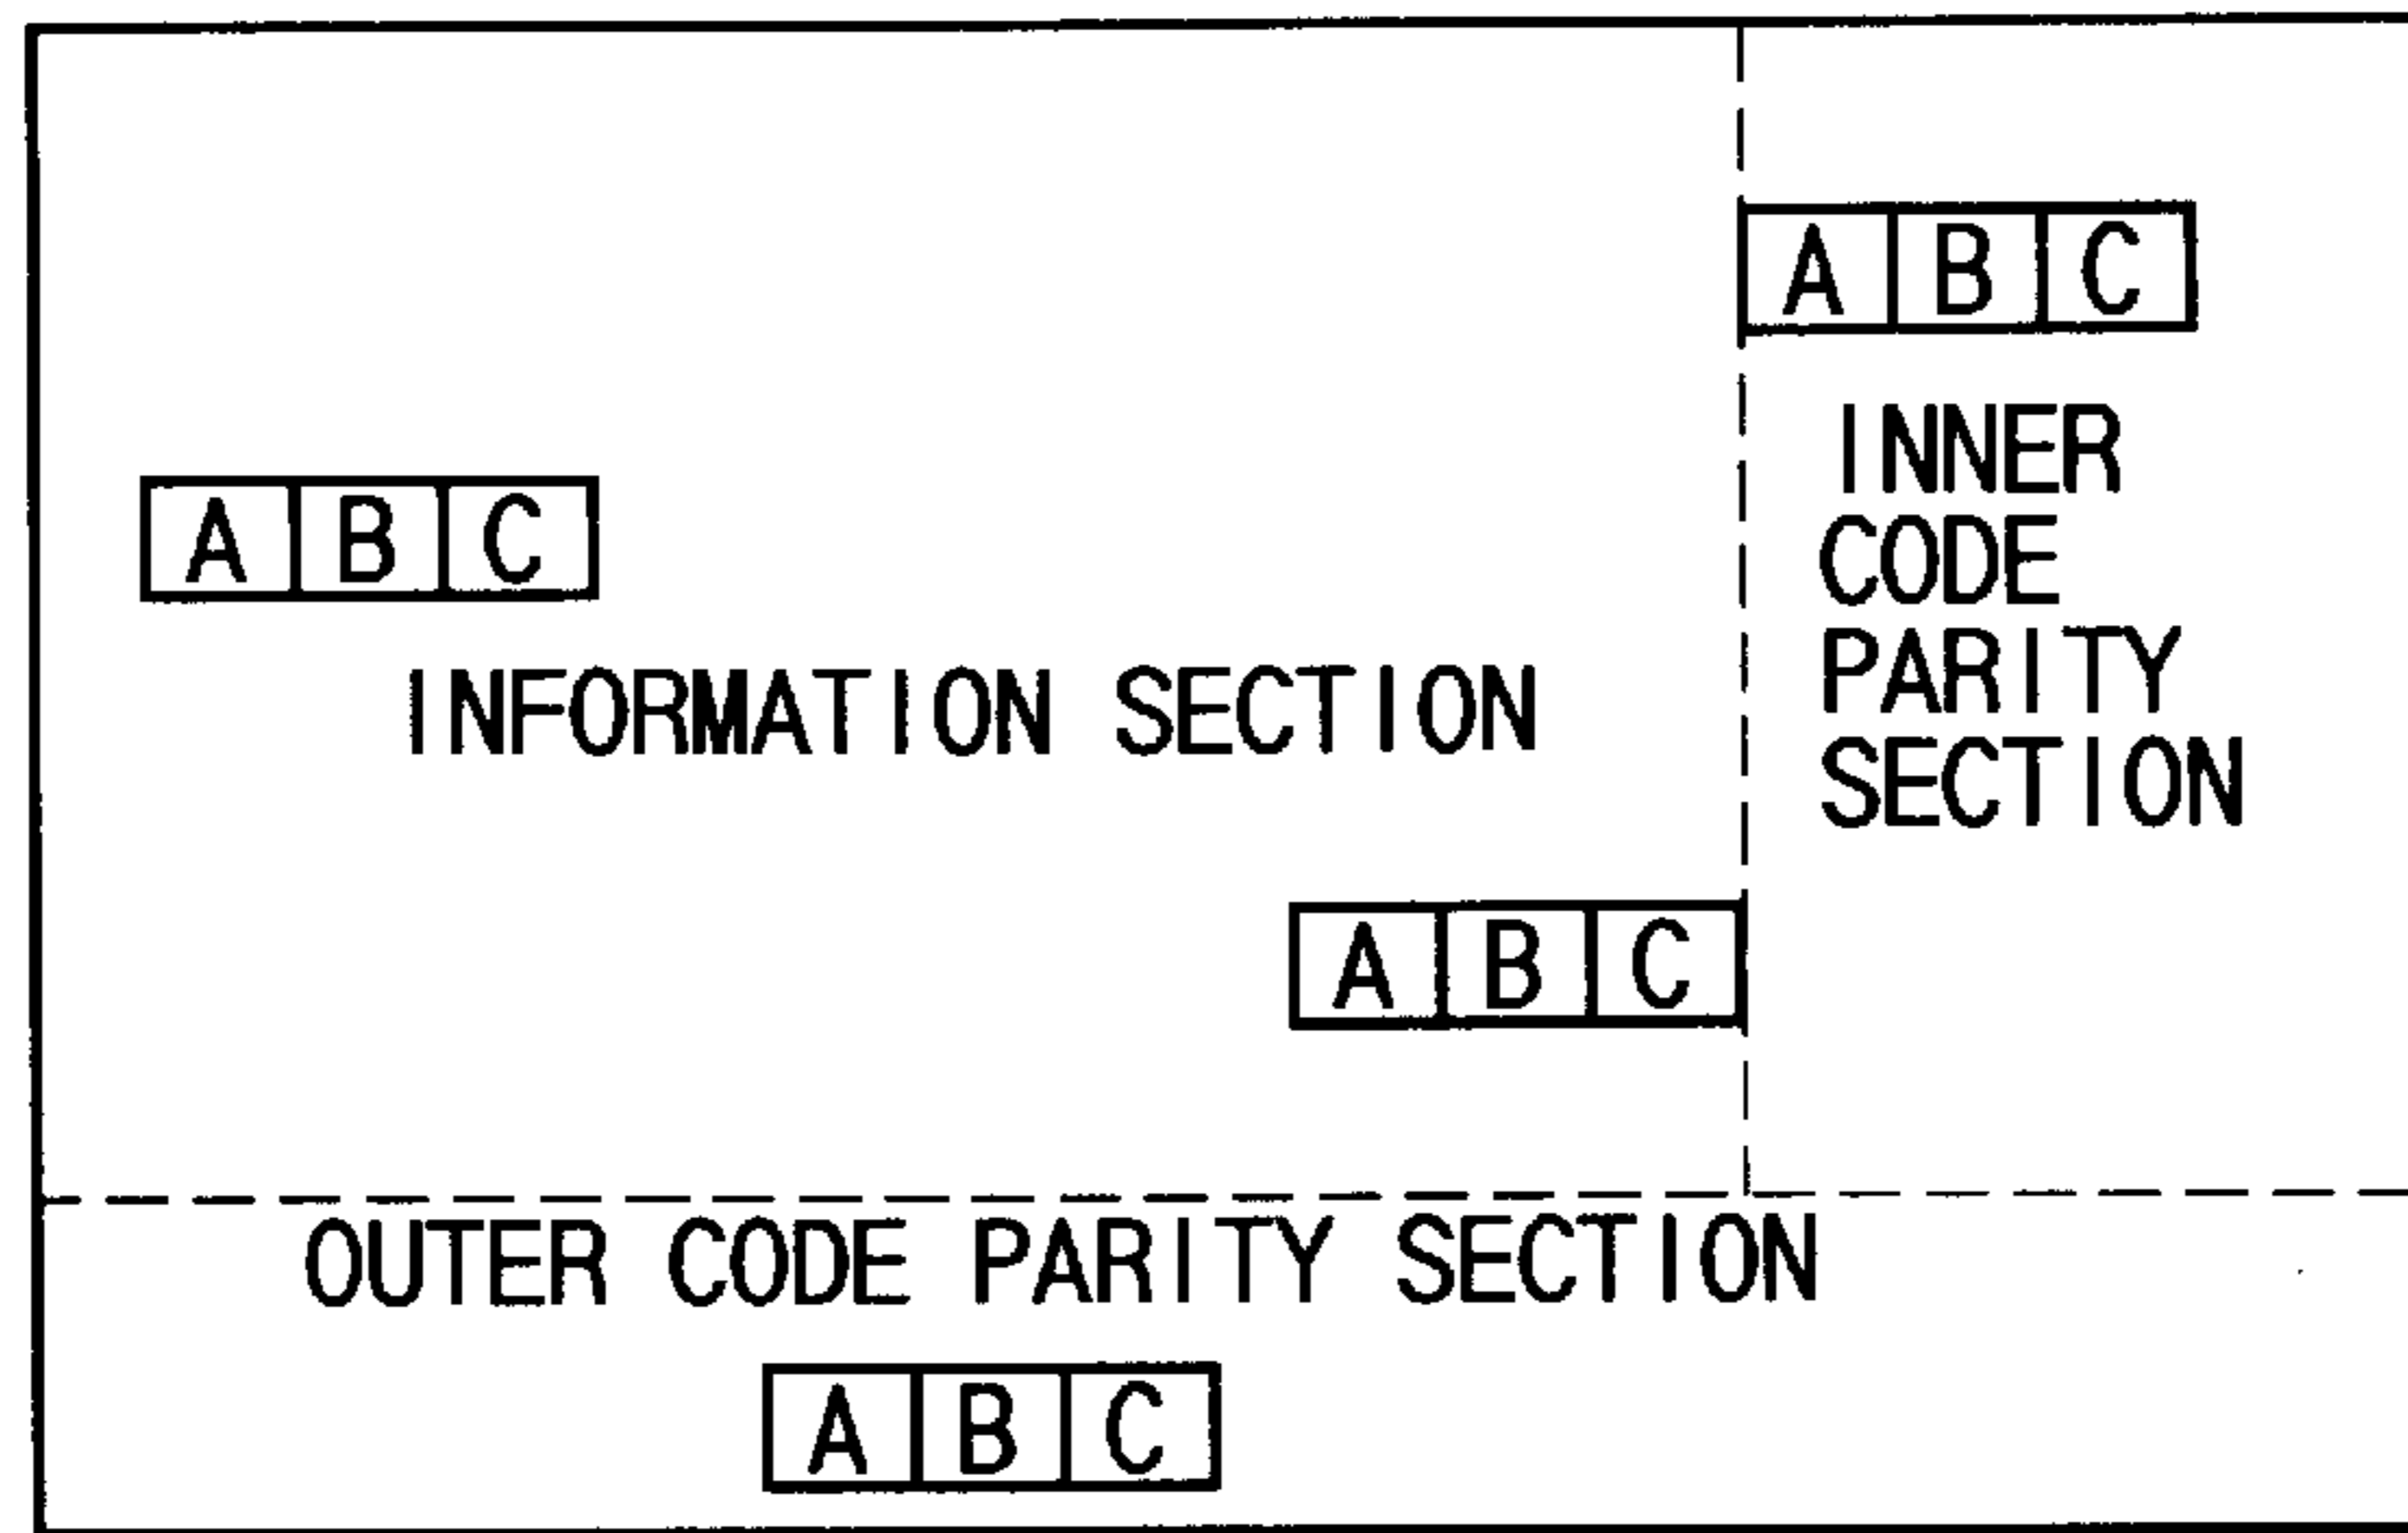 A B C
INNER
CODE
PARITY
SECTION
A B C
INFORMATION SECTION
A B C
OUTER CODE PARITY SECTION
A B C